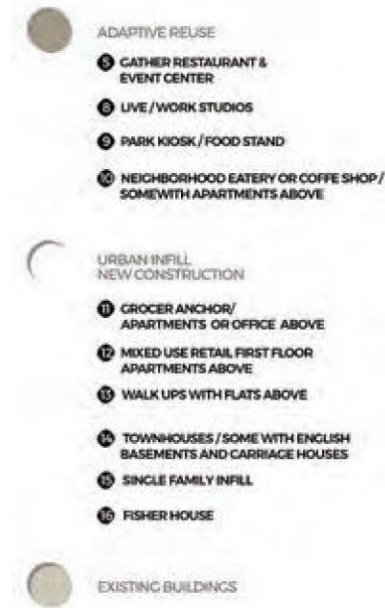 ADAPTIVE REUSE
5 GATHER RESTAURANT &
EVENT CENTER
8 LIVE / WORK STUDIOS
9 PARK KIOSK / FOOD STAND
10 NEIGHBORHOOD EATERY OR COFFE SHOP /
SOMEWITH APARTMENTS ABOVE
URBAN INFILL
NEW CONSTRUCTION
11 GROCER ANCHOR/
APARTMENTS OR OFFICE ABOVE
12 MIXED USE RETAIL FIRST FLOOR
APARTMENTS ABOVE
13 WALK UPS WITH FLATS ABOVE
14 TOWNHOUSES / SOME WITH ENGLISH
BASEMENTS AND CARRIAGE HOUSES
15 SINGLE FAMILY INFILL
16 FISHER HOUSE
EXISTING BUILDINGS